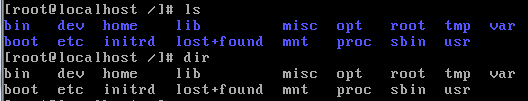 [root@localhost /]# ls
bin dev home lib misc opt root tmp var
boot etc initrd lost+found mnt proc sbin usr
[root@localhost /]# dir
bin dev home lib misc opt root tmp var
boot etc initrd lost+found mnt proc sbin usr